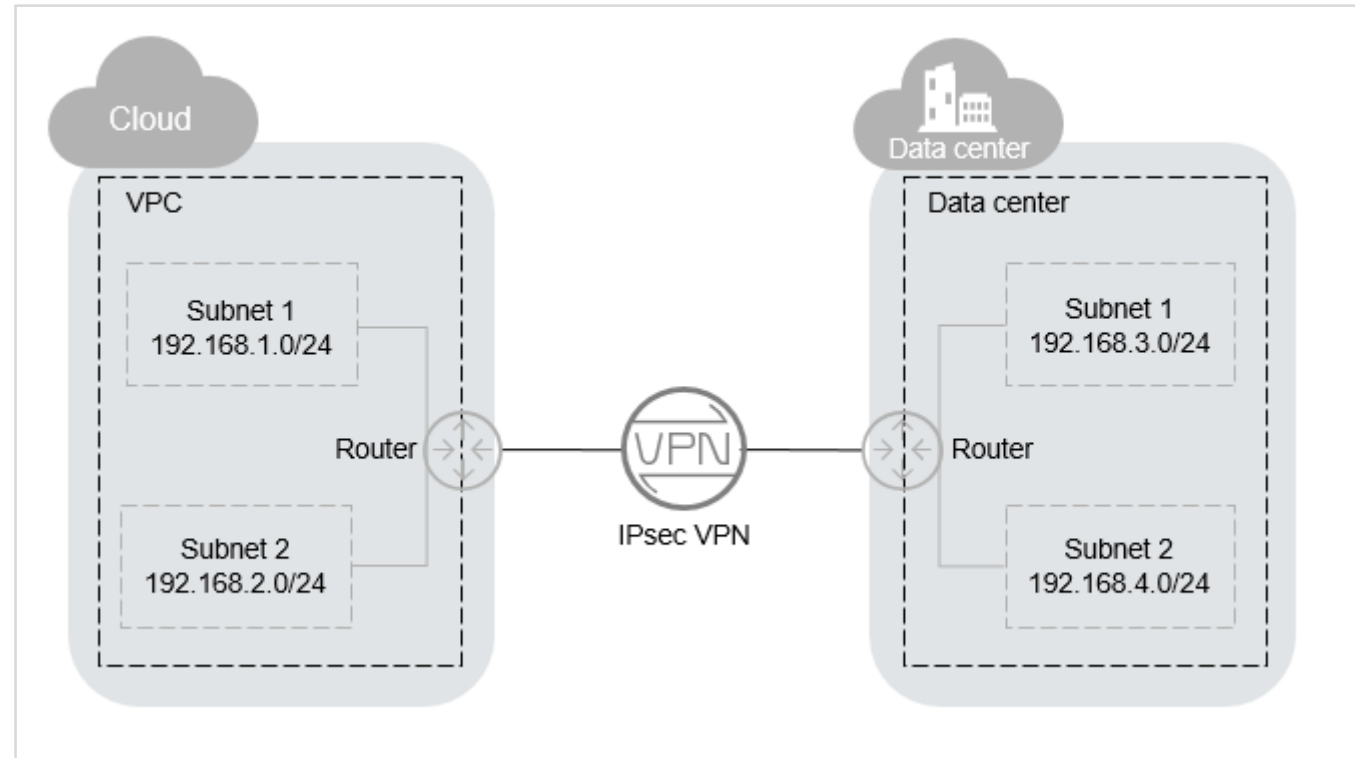 Cloud
VPC
Subnet 1
192.168.1.0/24
Router
Subnet 2
192.168.2.0/24
VPN
IPsec VPN
Data center
Data center
Subnet 1
192.168.3.0/24
Router
Subnet 2
192.168.4.0/24